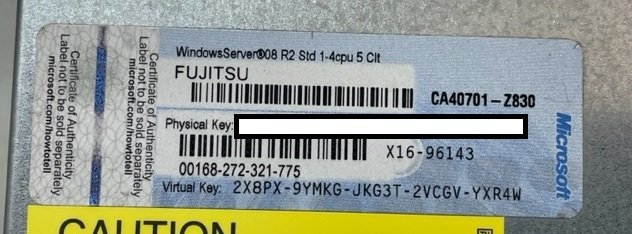 WindowsServer®08 R2 Std 1-4cpu 5 Clt
FUJITSU
CA40701-Z830
Physical Key:
X16-96143
00168-272-321-775
Virtual Key: 2X8PX-9YMKG-JKG3T-2VCGV-YXR4W
Microsoft
Certificate of Authenticity
Label not to be sold separately
microsoft.com/howtotell
Certificate of Authenticity
Label not to be sold separately
microsoft.com/howtotell
CAUTION